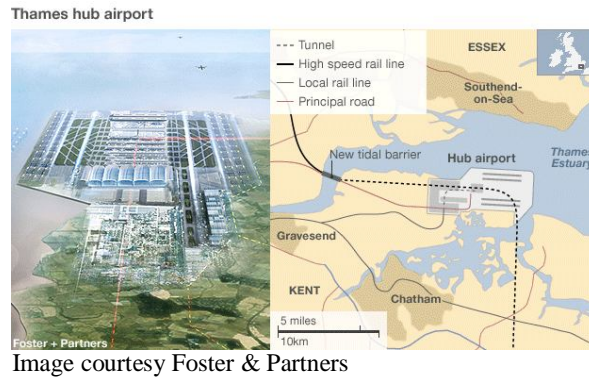 Thames hub airport
Tunnel
High speed rail line
Local rail line
Principal road
ESSEX
Southend-
on-Sea
New tidal barrier
Hub airport
Thames
Estuary
Gravesend
KENT
Chatham
5 miles
10km
Foster + Partners
Image courtesy Foster & Partners